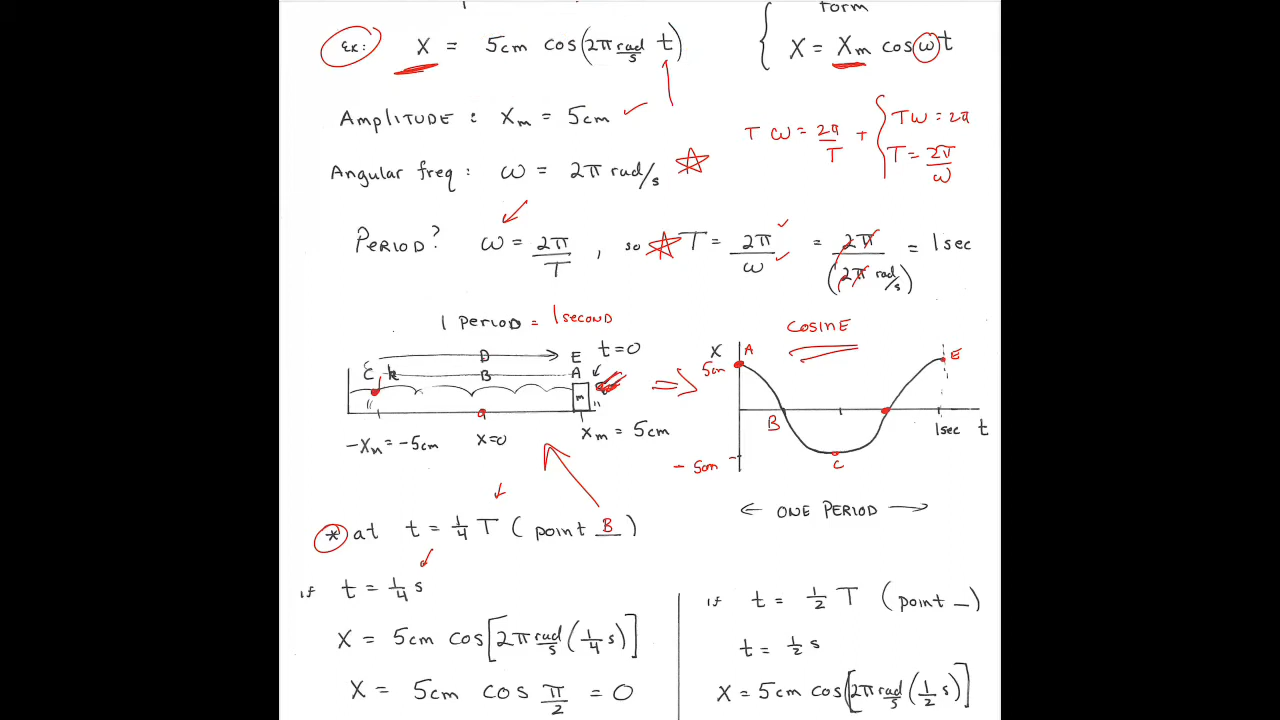 form
Ex: X = 5cm cos(2π rad/s t)
X = Xm cos ωt
Amplitude : Xm = 5cm
T ω = 2π/T +
Tω = 2π
T = 2π/ω
Angular freq: ω = 2π rad/s
Period? ω = 2π/T , so T = 2π/ω = 2π/(2π rad/s) = 1 sec
1 Period = 1 second
cosine
D E t=0
C k B A
m
-Xm = -5cm x=0 Xm = 5cm
X A E
5cm
B 1sec t
-5cm C
← ONE PERIOD →
* at t = 1/4 T (point B)
if t = 1/4 s
X = 5cm cos[2π rad/s (1/4 s)]
X = 5cm cos π/2 = 0
if t = 1/2 T (point _)
t = 1/2 s
X = 5cm cos[2π rad/s (1/2 s)]